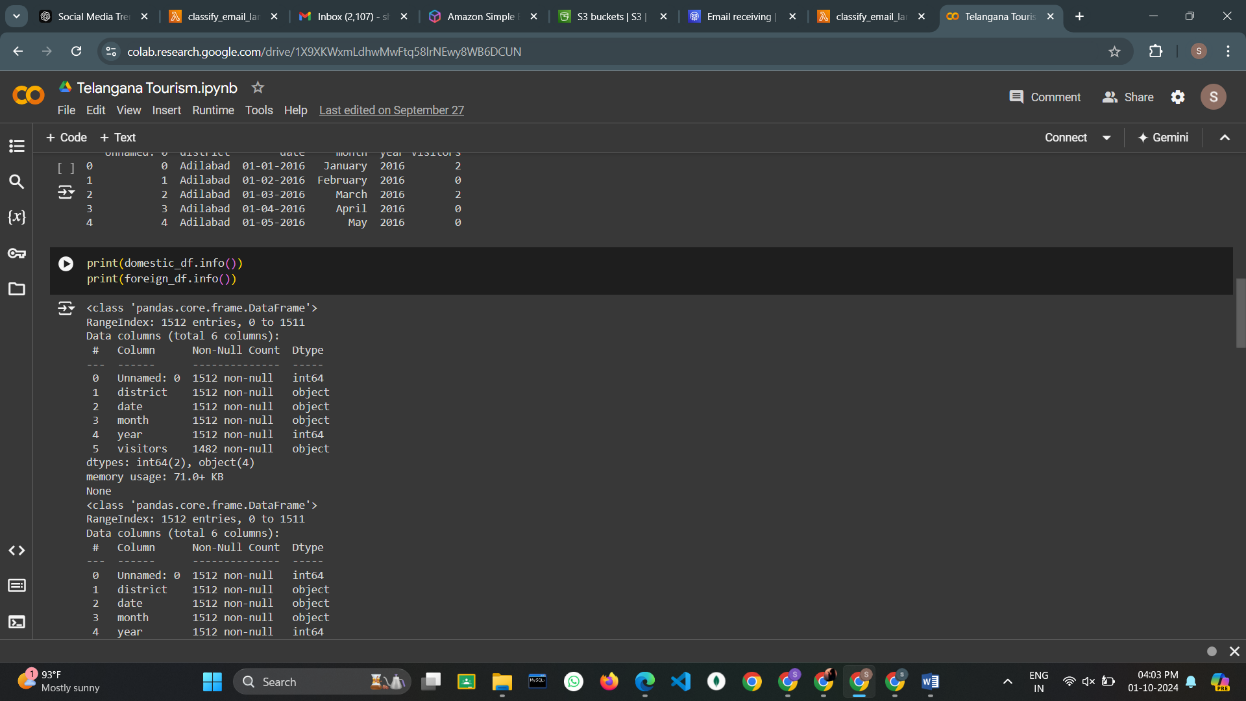 Social Media Tre
classify_email_la
Inbox (2,107) - s
Amazon Simple
S3 buckets | S3 |
Email receiving |
classify_email_la
Telangana Touris
colab.research.google.com/drive/1X9XKWxmLdhwMwFtq58lrNEwy8WB6DCUN
S
CO
Telangana Tourism.ipynb
File Edit View Insert Runtime Tools Help Last edited on September 27
Comment Share S
+ Code + Text
Connect Gemini
Unnamed: 0 district date month year visitors
[ ] 0 0 Adilabad 01-01-2016 January 2016 2
1 1 Adilabad 01-02-2016 February 2016 0
2 2 Adilabad 01-03-2016 March 2016 2
3 3 Adilabad 01-04-2016 April 2016 0
4 4 Adilabad 01-05-2016 May 2016 0
{x}
print(domestic_df.info())
print(foreign_df.info())
<class 'pandas.core.frame.DataFrame'>
RangeIndex: 1512 entries, 0 to 1511
Data columns (total 6 columns):
# Column Non-Null Count Dtype
--- ------ -------------- -----
0 Unnamed: 0 1512 non-null int64
1 district 1512 non-null object
2 date 1512 non-null object
3 month 1512 non-null object
4 year 1512 non-null int64
5 visitors 1482 non-null object
dtypes: int64(2), object(4)
memory usage: 71.0+ KB
None
<class 'pandas.core.frame.DataFrame'>
RangeIndex: 1512 entries, 0 to 1511
Data columns (total 6 columns):
# Column Non-Null Count Dtype
--- ------ -------------- -----
0 Unnamed: 0 1512 non-null int64
1 district 1512 non-null object
2 date 1512 non-null object
3 month 1512 non-null object
4 year 1512 non-null int64
1
93°F
Mostly sunny
Search
ENG
IN
04:03 PM
01-10-2024